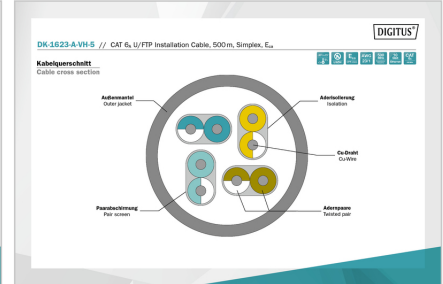 DIGITUS®
DK-1623-A-VH-5 // CAT 6A U/FTP Installation Cable, 500 m, Simplex, Eca
Kabelquerschnitt
Cable cross section
Außenmantel
Outer jacket
Aderisolierung
Isolation
Cu-Draht
Cu-Wire
Paarabschirmung
Pair screen
Adernpaare
Twisted pair